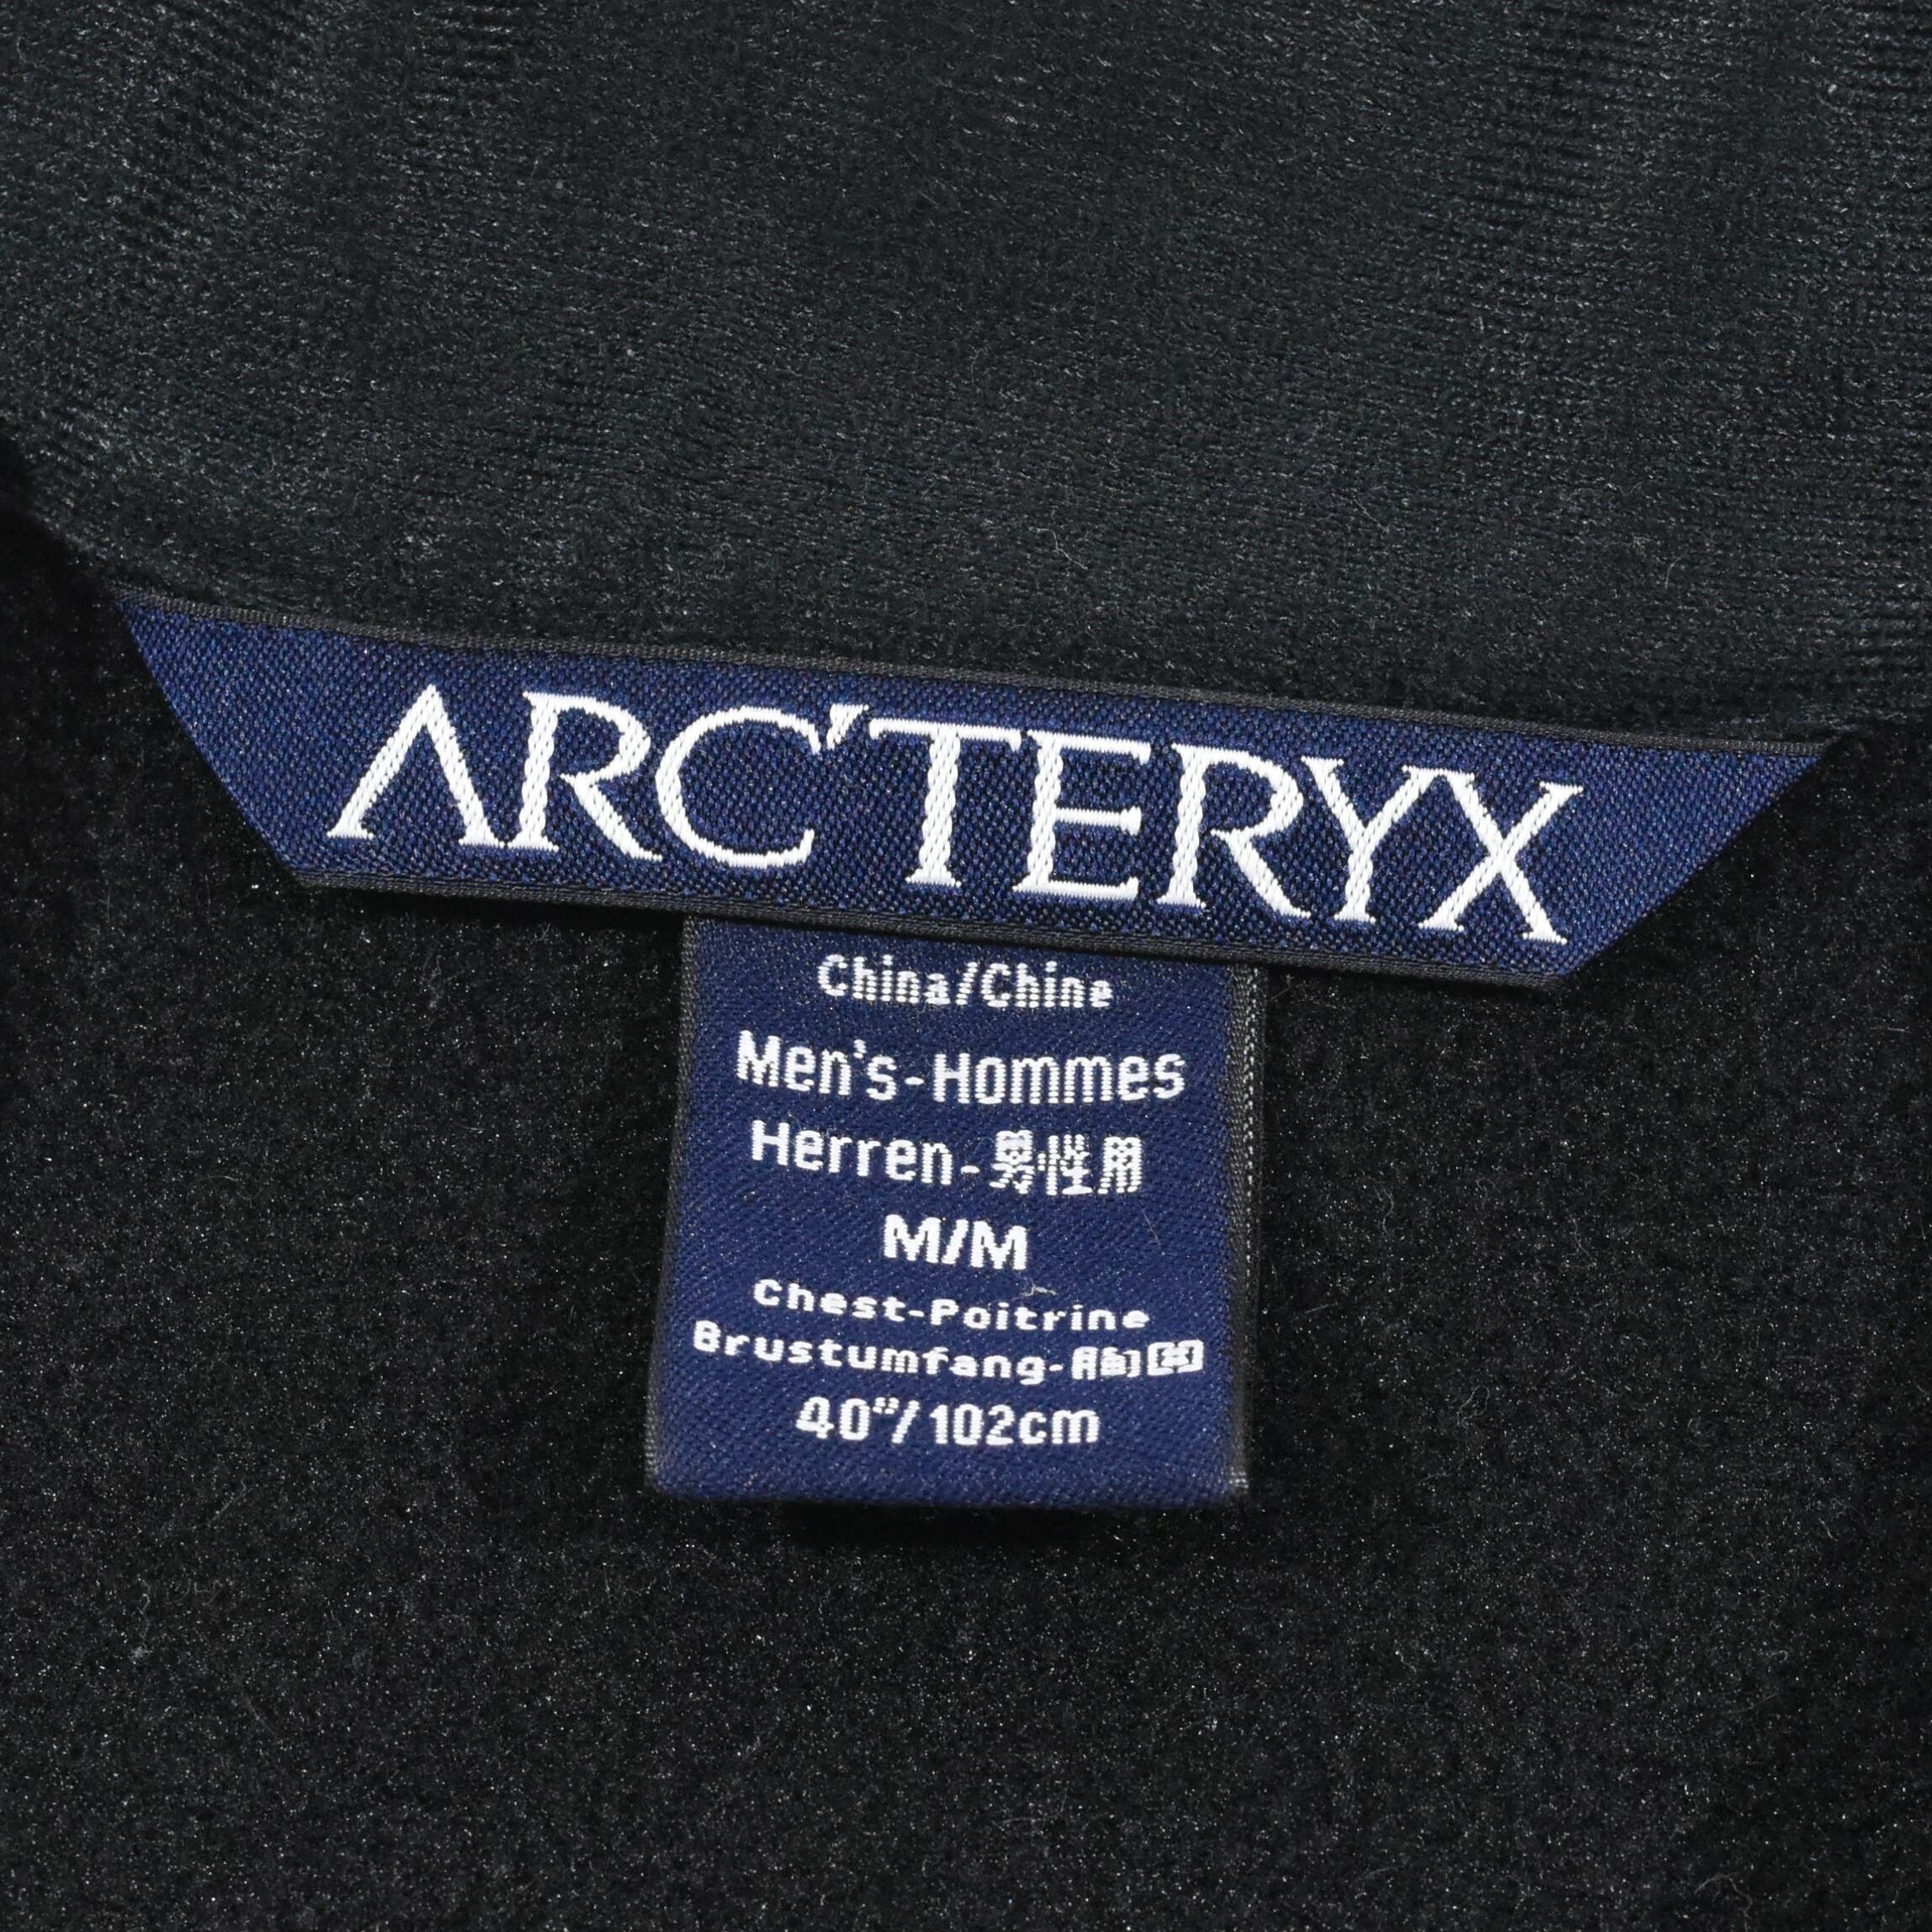 ARC'TERYX
China/Chine
Men's-Hommes
Herren-男性用
M/M
Chest-Poitrine
Brustumfang-胸囲
40"/102cm